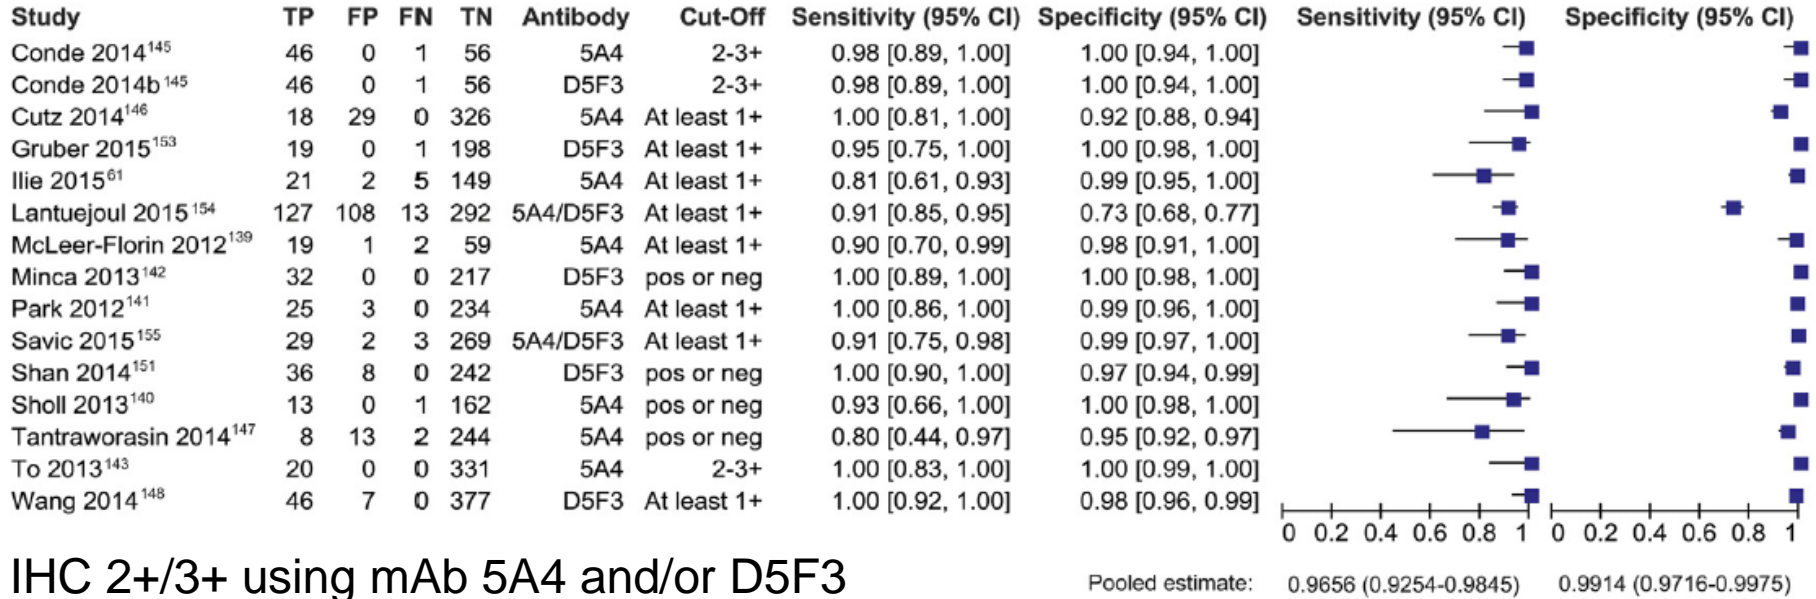 Study TP FP FN TN Antibody Cut-Off Sensitivity (95% CI) Specificity (95% CI) Sensitivity (95% CI) Specificity (95% CI)
Conde 2014145 46 0 1 56 5A4 2-3+ 0.98 [0.89, 1.00] 1.00 [0.94, 1.00]
Conde 2014b145 46 0 1 56 D5F3 2-3+ 0.98 [0.89, 1.00] 1.00 [0.94, 1.00]
Cutz 2014146 18 29 0 326 5A4 At least 1+ 1.00 [0.81, 1.00] 0.92 [0.88, 0.94]
Gruber 2015153 19 0 1 198 D5F3 At least 1+ 0.95 [0.75, 1.00] 1.00 [0.98, 1.00]
Ilie 201561 21 2 5 149 5A4 At least 1+ 0.81 [0.61, 0.93] 0.99 [0.95, 1.00]
Lantuejoul 2015154 127 108 13 292 5A4/D5F3 At least 1+ 0.91 [0.85, 0.95] 0.73 [0.68, 0.77]
McLeer-Florin 2012139 19 1 2 59 5A4 At least 1+ 0.90 [0.70, 0.99] 0.98 [0.91, 1.00]
Minca 2013142 32 0 0 217 D5F3 pos or neg 1.00 [0.89, 1.00] 1.00 [0.98, 1.00]
Park 2012141 25 3 0 234 5A4 At least 1+ 1.00 [0.86, 1.00] 0.99 [0.96, 1.00]
Savic 2015155 29 2 3 269 5A4/D5F3 At least 1+ 0.91 [0.75, 0.98] 0.99 [0.97, 1.00]
Shan 2014151 36 8 0 242 D5F3 pos or neg 1.00 [0.90, 1.00] 0.97 [0.94, 0.99]
Sholl 2013140 13 0 1 162 5A4 pos or neg 0.93 [0.66, 1.00] 1.00 [0.98, 1.00]
Tantraworasin 2014147 8 13 2 244 5A4 pos or neg 0.80 [0.44, 0.97] 0.95 [0.92, 0.97]
To 2013143 20 0 0 331 5A4 2-3+ 1.00 [0.83, 1.00] 1.00 [0.99, 1.00]
Wang 2014148 46 7 0 377 D5F3 At least 1+ 1.00 [0.92, 1.00] 0.98 [0.96, 0.99]
0 0.2 0.4 0.6 0.8 1 0 0.2 0.4 0.6 0.8 1
IHC 2+/3+ using mAb 5A4 and/or D5F3 Pooled estimate: 0.9656 (0.9254-0.9845) 0.9914 (0.9716-0.9975)